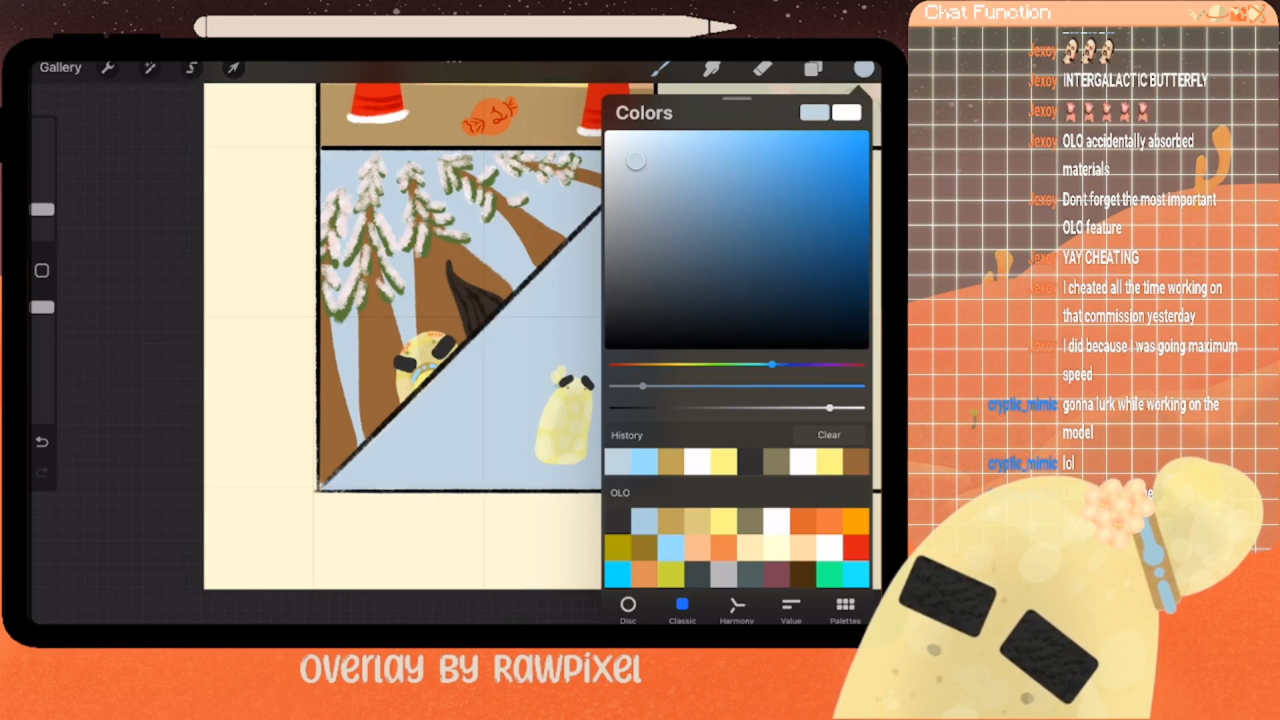 Chat Function
Gallery
Colors
Jexoy
Jexoy INTERGALACTIC BUTTERFLY
Jexoy
Jexoy OLO accidentally absorbed
materials
Jexoy Dont forget the most important
OLO feature
Jexoy YAY CHEATING
Jexoy I cheated all the time working on
that commission yesterday
Jexoy I did because I was going maximum
speed
cryptic_mimic gonna lurk while working on the
model
cryptic_mimic lol
History
Clear
OLO
Disc
Classic
Harmony
Value
Palettes
Overlay by Rawpixel